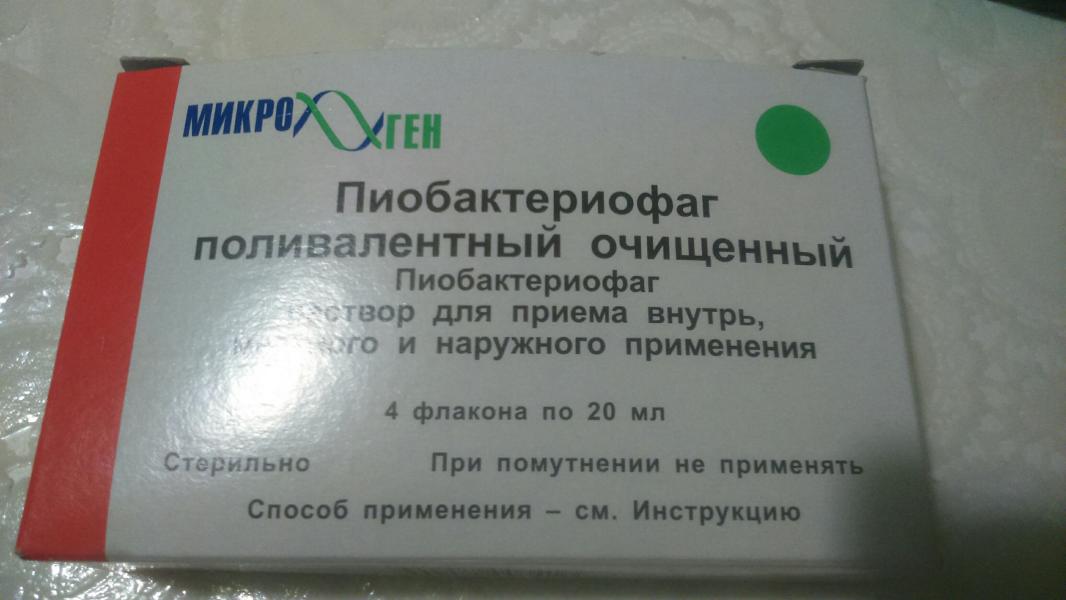 МИКРОГЕН
Пиобактериофаг
поливалентный очищенный
Пиобактериофаг
для приема внутрь,
и наружного применения
4 флакона по 20 мл
Стерильно При помутнении не применять
Способ применения – см. Инструкцию